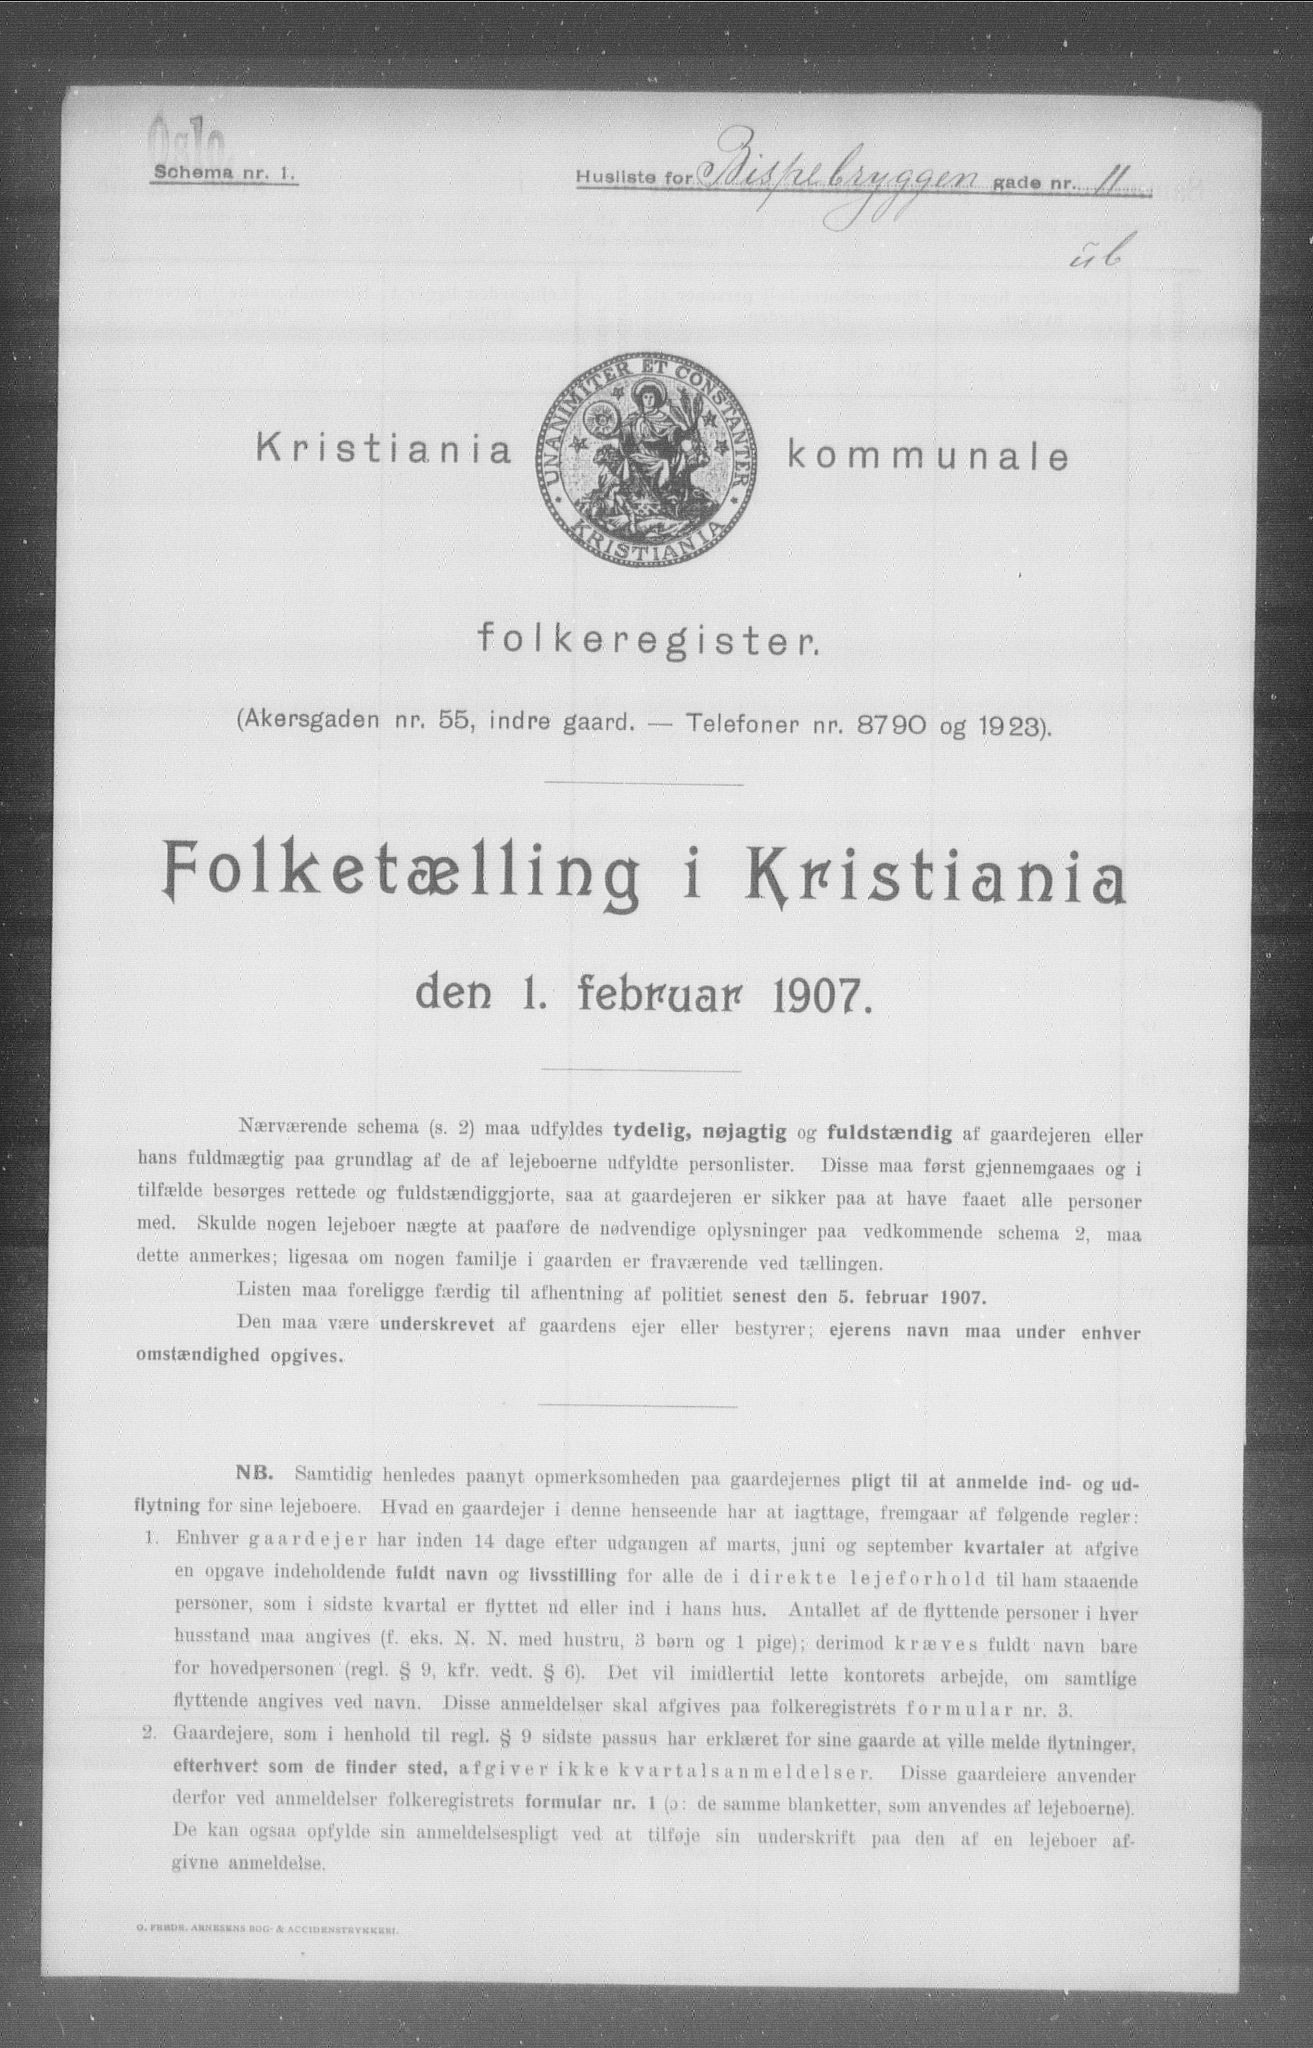 Oslo
Schema nr. 1.
Husliste for Bispebryggen gade nr. 11
ub
Kristiania kommunale
UNANIMITER ET CONSTANTER
KRISTIANIA
folkeregister.
(Akersgaden nr. 55, indre gaard. — Telefoner nr. 8790 og 1923).
Folketælling i Kristiania
den 1. februar 1907.
Nærværende schema (s. 2) maa udfyldes tydelig, nøjagtig og fuldstændig af gaardejeren eller
hans fuldmægtig paa grundlag af de af lejeboerne udfyldte personlister. Disse maa først gjennemgaaes og i
tilfælde besørges rettede og fuldstændiggjorte, saa at gaardejeren er sikker paa at have faaet alle personer
med. Skulde nogen lejeboer nægte at paaføre de nødvendige oplysninger paa vedkommende schema 2, maa
dette anmerkes; ligesaa om nogen familje i gaarden er fraværende ved tællingen.
Listen maa foreligge færdig til afhentning af politiet senest den 5. februar 1907.
Den maa være underskrevet af gaardens ejer eller bestyrer; ejerens navn maa under enhver
omstændighed opgives.
NB. Samtidig henledes paanyt opmerksomheden paa gaardejernes pligt til at anmelde ind- og ud-
flytning for sine lejeboere. Hvad en gaardejer i denne henseende har at iagttage, fremgaar af følgende regler:
1. Enhver gaardejer har inden 14 dage efter udgangen af marts, juni og september kvartaler at afgive
en opgave indeholdende fuldt navn og livsstilling for alle de i direkte lejeforhold til ham staaende
personer, som i sidste kvartal er flyttet ud eller ind i hans hus. Antallet af de flyttende personer i hver
husstand maa angives (f. eks. N. N. med hustru, 3 børn og 1 pige); derimod kræves fuldt navn bare
for hovedpersonen (regl. § 9, kfr. vedt. § 6). Det vil imidlertid lette kontorets arbejde, om samtlige
flyttende angives ved navn. Disse anmeldelser skal afgives paa folkeregistrets formular nr. 3.
2. Gaardejere, som i henhold til regl. § 9 sidste passus har erklæret for sine gaarde at ville melde flytninger,
efterhvert som de finder sted, afgiver ikke kvartalsanmeldelser. Disse gaardeiere anvender
derfor ved anmeldelser folkeregistrets formular nr. 1 (ɔ: de samme blanketter, som anvendes af lejeboerne).
De kan ogsaa opfylde sin anmeldelsespligt ved at tilføje sin underskrift paa den af en lejeboer af-
givne anmeldelse.
O. FREDR. ARNESENS BOG- & ACCIDENSTRYKKERI.